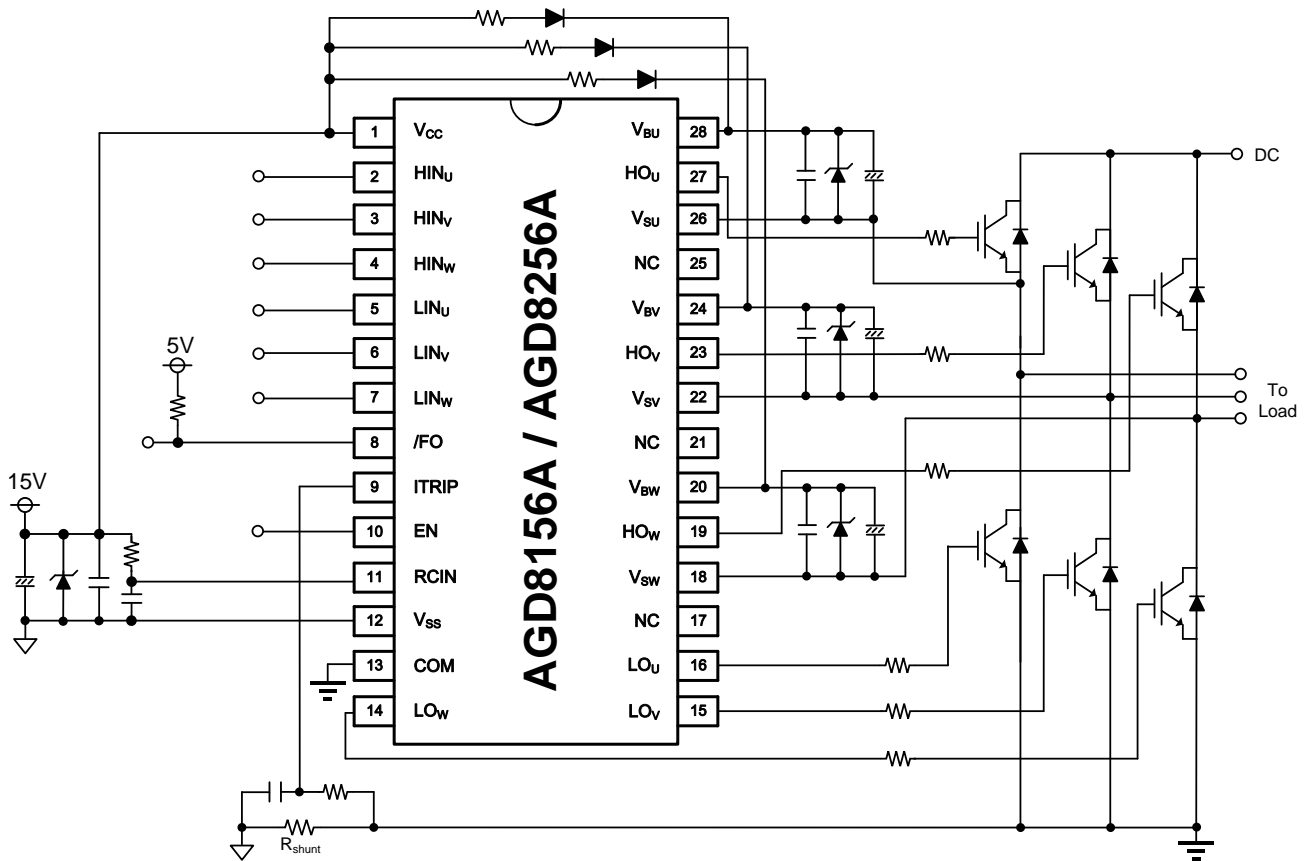 1 VCC
2 HINU
3 HINV
4 HINW
5 LINU
6 LINV
7 LINW
8 /FO
9 ITRIP
10 EN
11 RCIN
12 VSS
13 COM
14 LOW
AGD8156A / AGD8256A
VBU 28
HOU 27
VSU 26
NC 25
VBV 24
HOV 23
VSV 22
NC 21
VBW 20
HOW 19
VSW 18
NC 17
LOU 16
LOV 15
5V
15V
Rshunt
DC
To
Load